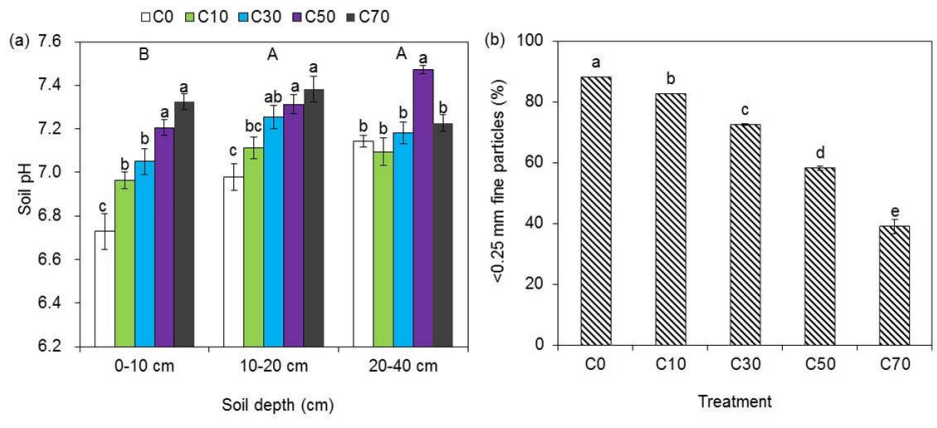 C0 C10 C30 C50 C70
(a)
7.6
7.4
7.2
7.0
6.8
6.6
6.4
6.2
Soil pH
B A A
c b b a a
c bc ab a a
b b b a b
0-10 cm 10-20 cm 20-40 cm
Soil depth (cm)
(b)
100
80
60
40
20
0
<0.25 mm fine particles (%)
a b c d e
C0 C10 C30 C50 C70
Treatment